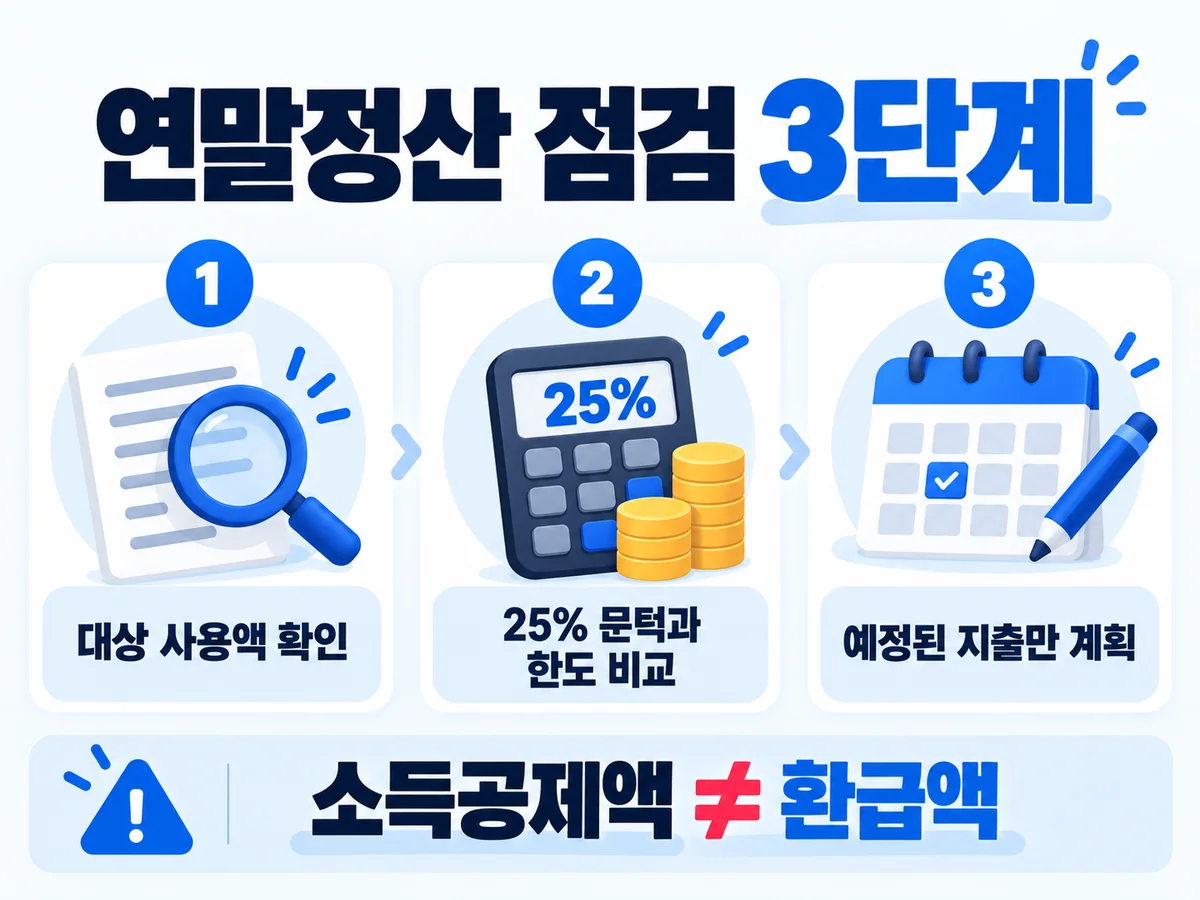 연말정산 점검 3단계
1
2
3
25%
대상 사용액 확인
25% 문턱과
한도 비교
예정된 지출만 계획
소득공제액 ≠ 환급액